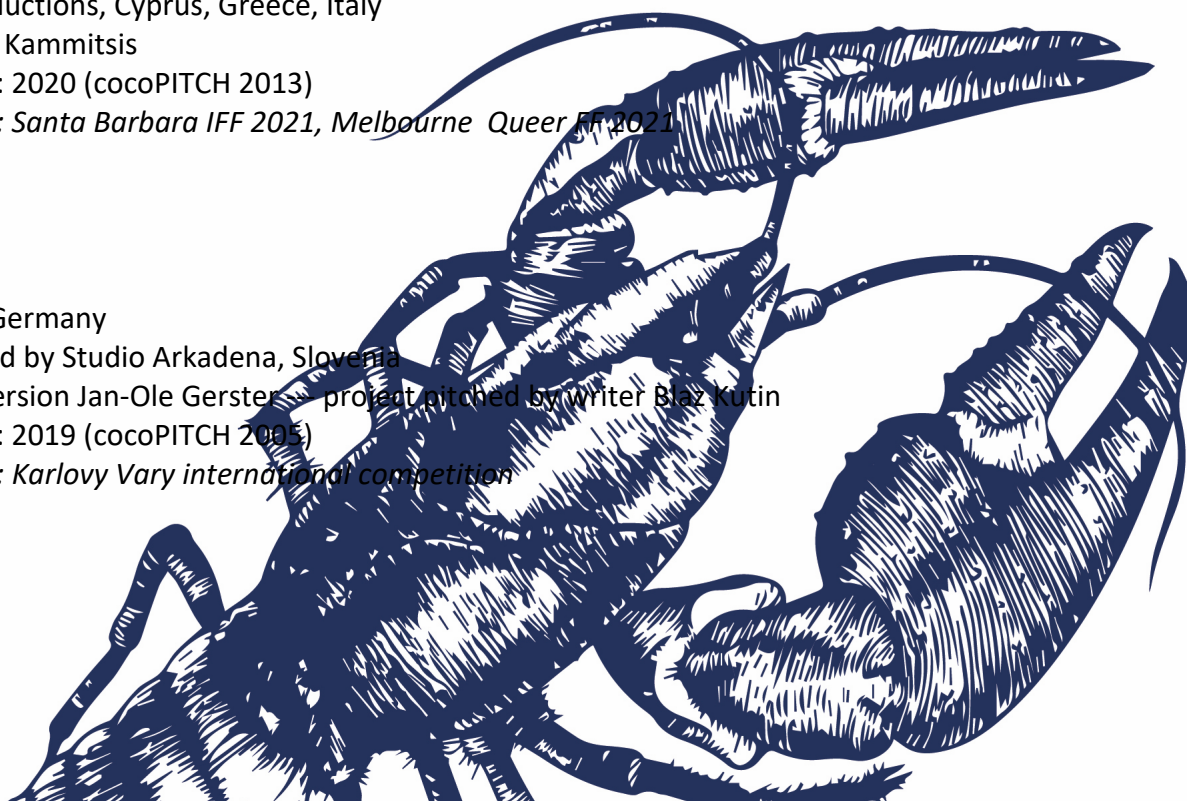 uctions, Cyprus, Greece, Italy
Kammitsis
: 2020 (cocoPITCH 2013)
: Santa Barbara IFF 2021, Melbourne Queer FF 2021
Germany
d by Studio Arkadena, Slovenia
ersion Jan-Ole Gerster --- project pitched by writer Blaz Kutin
: 2019 (cocoPITCH 2005)
: Karlovy Vary international competition